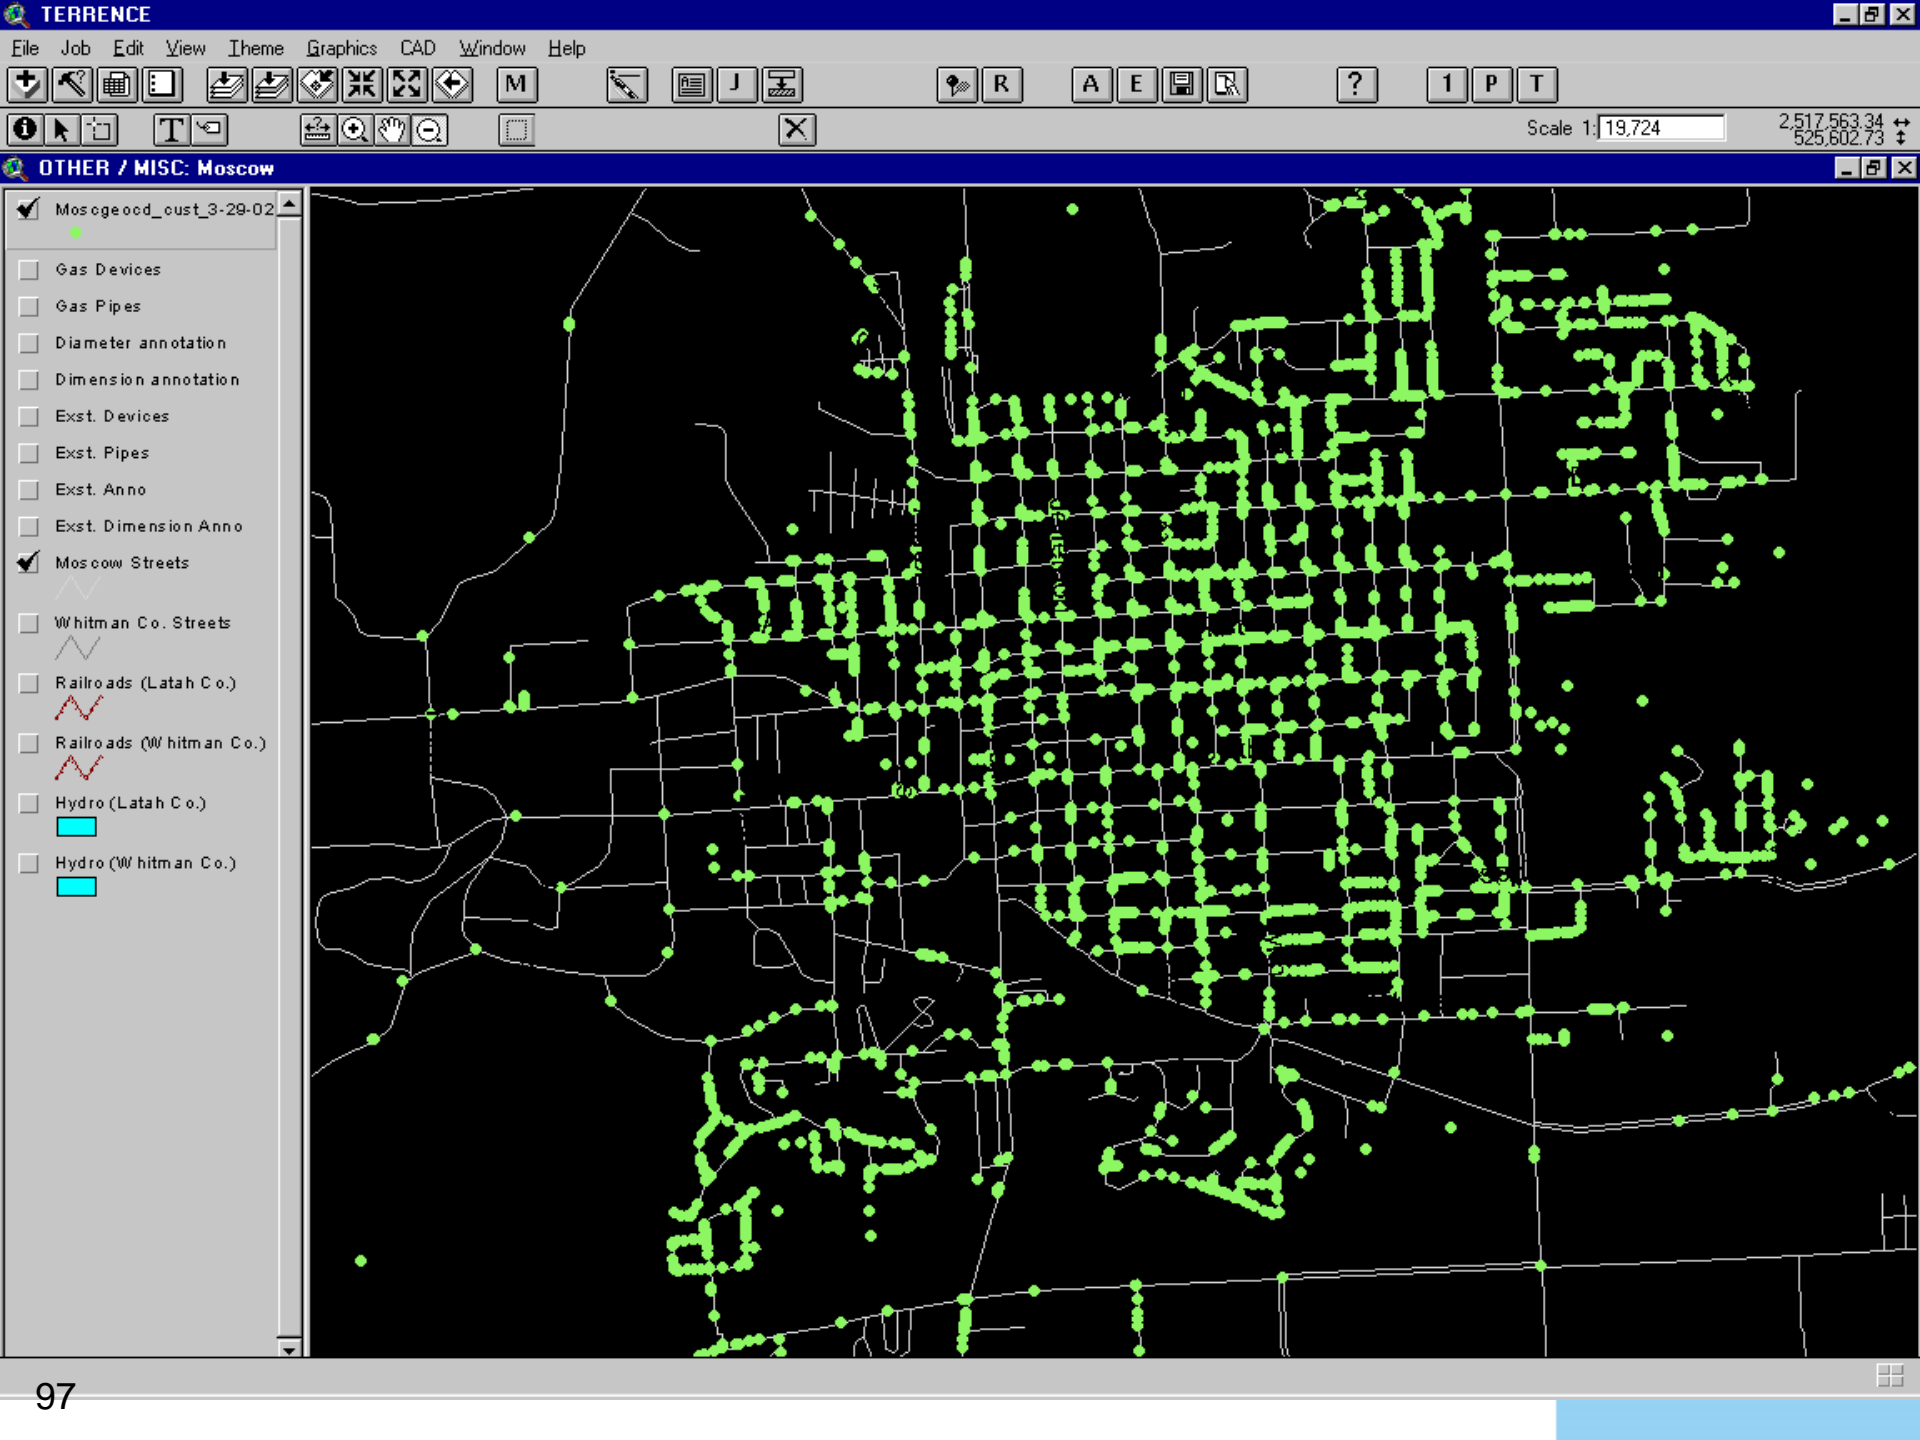 TERRENCE
File Job Edit View Theme Graphics CAD Window Help
M J R A E ? 1 P T
T Scale 1: 19,724 2,517,563.34
525,602.73
OTHER / MISC: Moscow
Moscgeocd_cust_3-29-02
Gas Devices
Gas Pipes
Diameter annotation
Dimension annotation
Exst. Devices
Exst. Pipes
Exst. Anno
Exst. Dimension Anno
Moscow Streets
Whitman Co. Streets
Railroads (Latah Co.)
Railroads (Whitman Co.)
Hydro (Latah Co.)
Hydro (Whitman Co.)
97